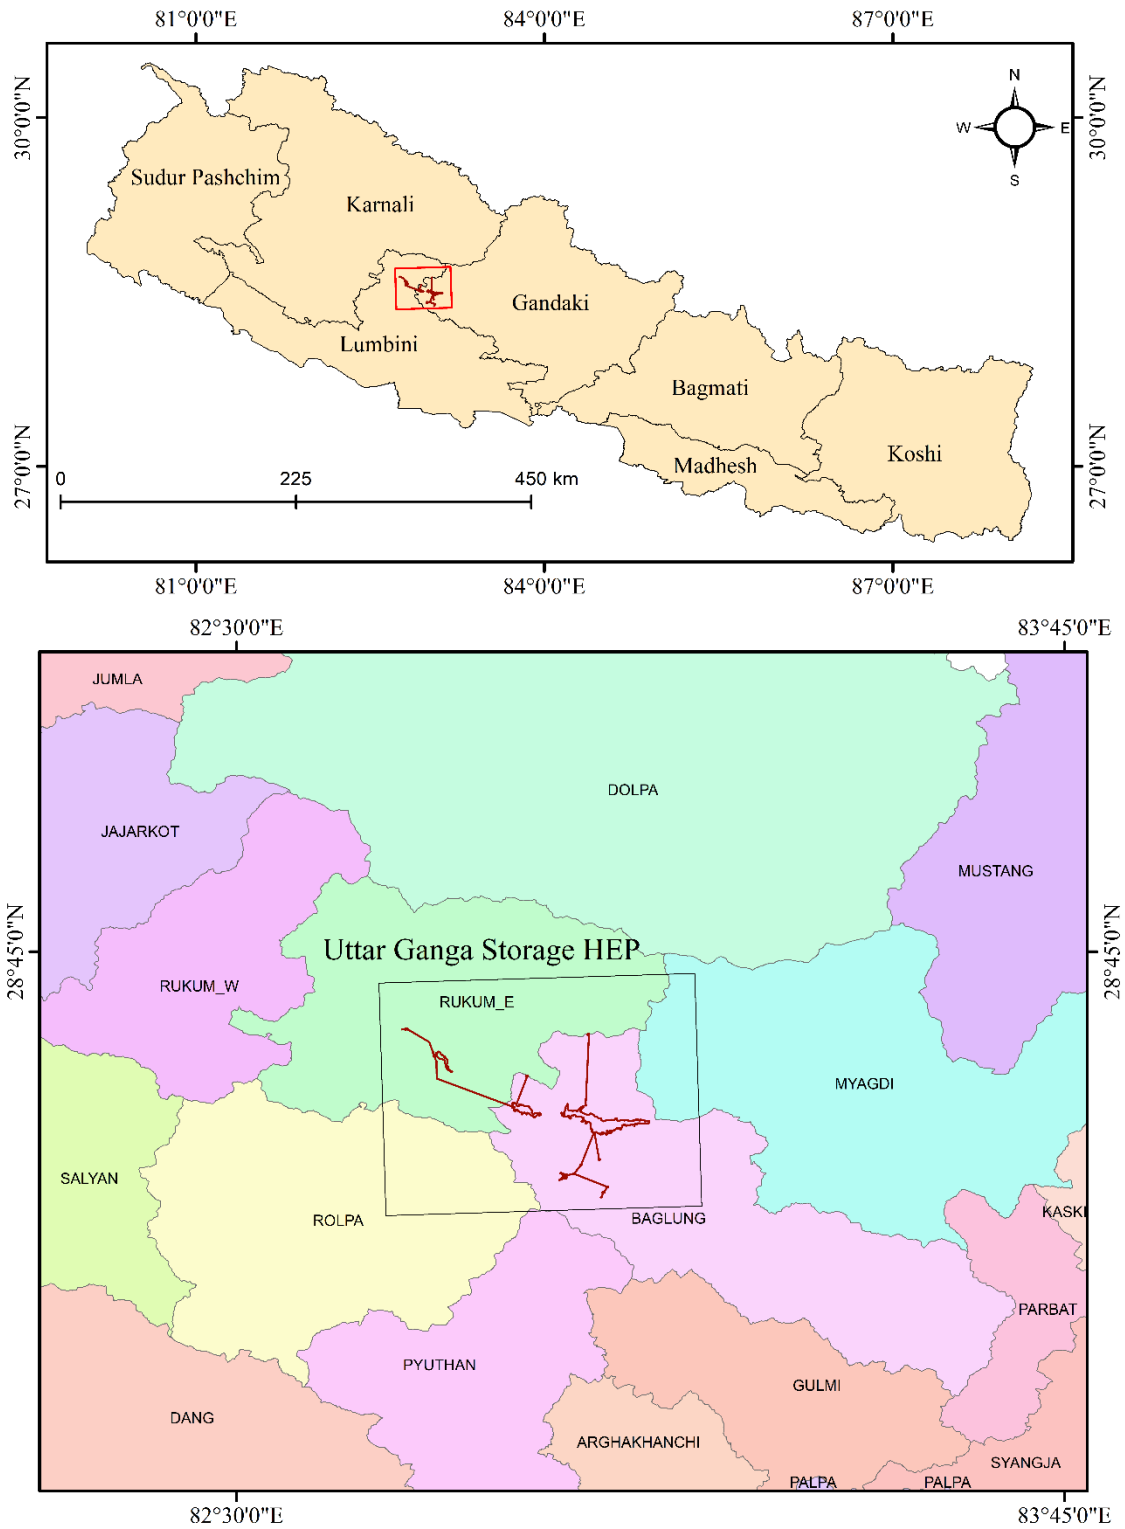 81°0'0"E 84°0'0"E 87°0'0"E
30°0'0"N
30°0'0"N
N
W E
S
Sudur Pashchim
Karnali
Gandaki
Lumbini
Bagmati
Koshi
Madhesh
27°0'0"N
27°0'0"N
0 225 450 km
81°0'0"E 84°0'0"E 87°0'0"E
82°30'0"E 83°45'0"E
JUMLA
DOLPA
JAJARKOT
MUSTANG
28°45'0"N
28°45'0"N
Uttar Ganga Storage HEP
RUKUM_W
RUKUM_E
MYAGDI
SALYAN
KASKI
ROLPA
BAGLUNG
PARBAT
PYUTHAN
GULMI
DANG
ARGHAKHANCHI
SYANGJA
PALPA PALPA
82°30'0"E 83°45'0"E